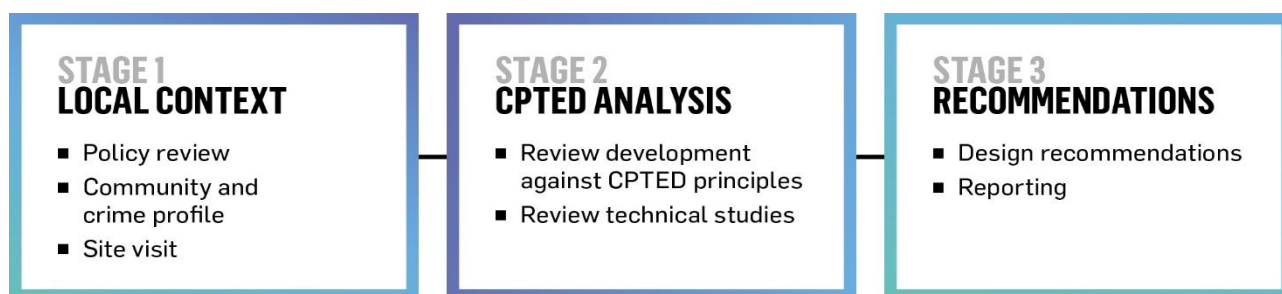 STAGE 1
LOCAL CONTEXT
■ Policy review
■ Community and
crime profile
■ Site visit
STAGE 2
CPTED ANALYSIS
■ Review development
against CPTED principles
■ Review technical studies
STAGE 3
RECOMMENDATIONS
■ Design recommendations
■ Reporting